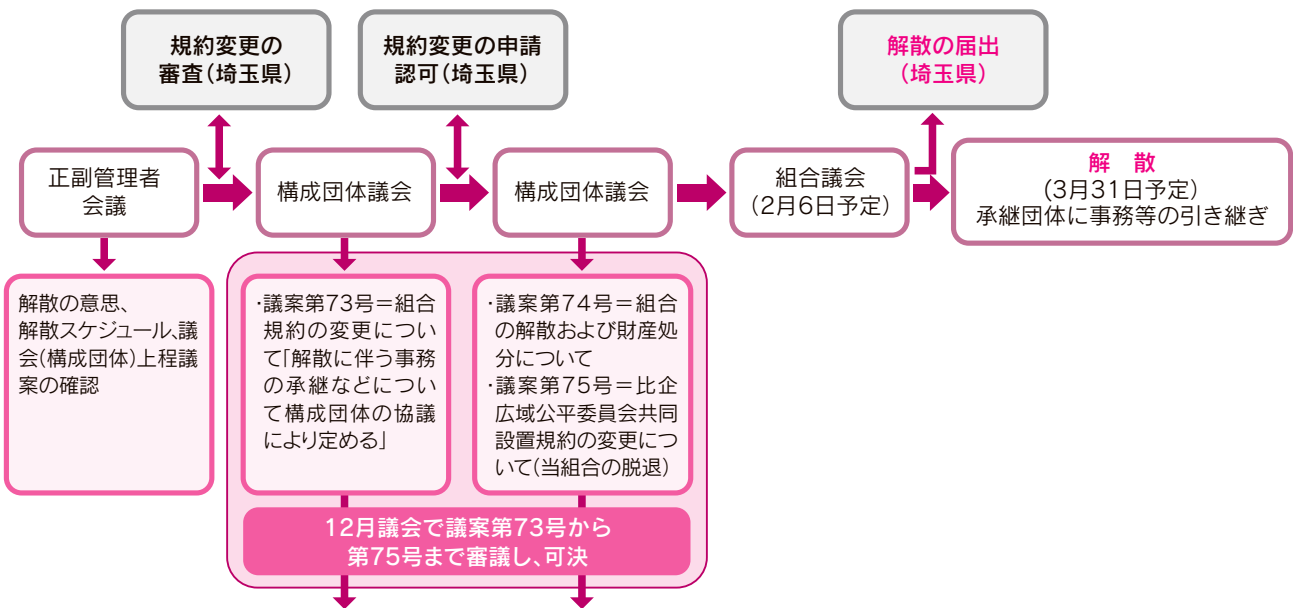 規約変更の
審査(埼玉県)
規約変更の申請
認可(埼玉県)
解散の届出
(埼玉県)
正副管理者
会議
構成団体議会
構成団体議会
組合議会
(2月6日予定)
解　散
(3月31日予定)
承継団体に事務等の引き継ぎ
解散の意思、
解散スケジュール、議
会(構成団体)上程議
案の確認
・議案第73号＝組合
規約の変更につい
て「解散に伴う事務
の承継などについ
て構成団体の協議
により定める」
・議案第74号＝組合
の解散および財産処
分について
・議案第75号＝比企
広域公平委員会共同
設置規約の変更につ
いて(当組合の脱退)
12月議会で議案第73号から
第75号まで審議し、可決